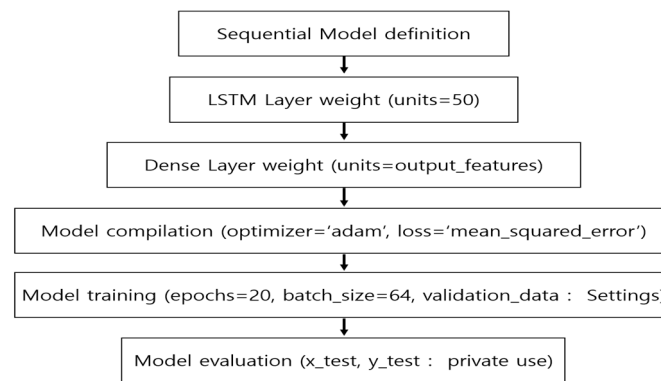 Sequential Model definition
LSTM Layer weight (units=50)
Dense Layer weight (units=output_features)
Model compilation (optimizer=‘adam’, loss=‘mean_squared_error’)
Model training (epochs=20, batch_size=64, validation_data : Settings)
Model evaluation (x_test, y_test : private use)